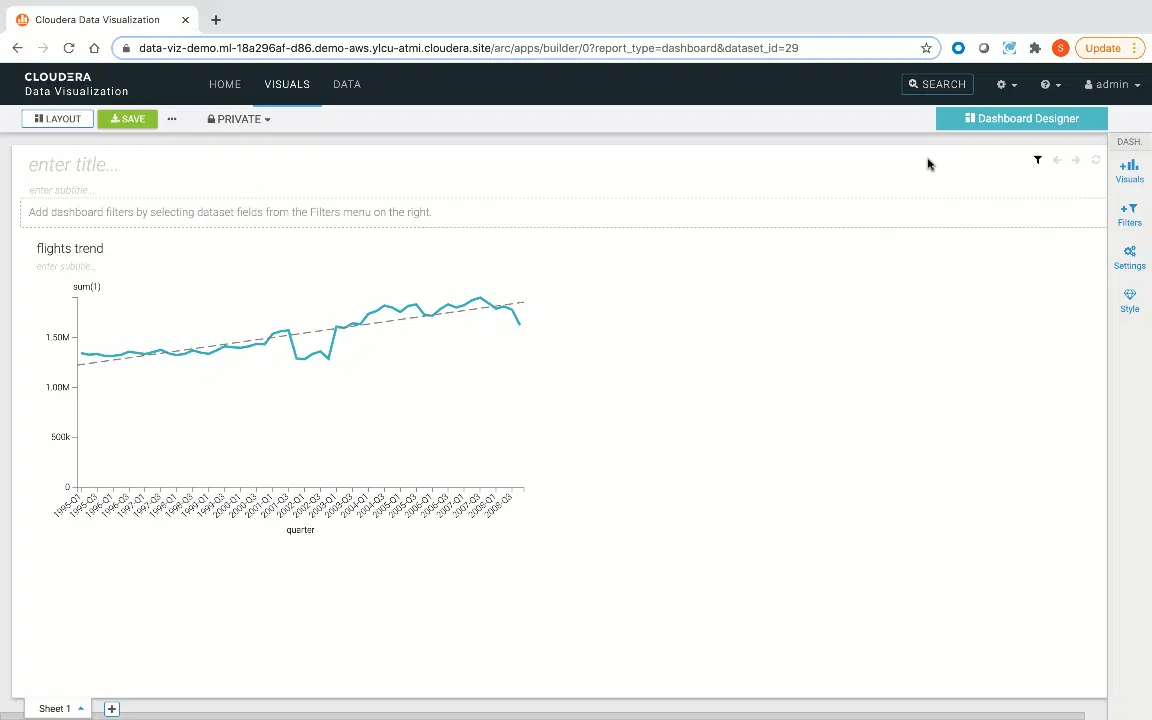 Cloudera Data Visualization
data-viz-demo.ml-18a296af-d86.demo-aws.ylcu-atmi.cloudera.site/arc/apps/builder/0?report_type=dashboard&dataset_id=29
S
Update
CLOUDERA
Data Visualization
HOME
VISUALS
DATA
SEARCH
admin
LAYOUT
SAVE
PRIVATE
Dashboard Designer
DASH.
enter title...
Visuals
enter subtitle...
Add dashboard filters by selecting dataset fields from the Filters menu on the right.
Filters
flights trend
enter subtitle...
Settings
sum(1)
Style
1.50M
1.00M
500k
0
1995-Q1 1995-Q3 1996-Q1 1996-Q3 1997-Q1 1997-Q3 1998-Q1 1998-Q3 1999-Q1 1999-Q3 2000-Q1 2000-Q3 2001-Q1 2001-Q3 2002-Q1 2002-Q3 2003-Q1 2003-Q3 2004-Q1 2004-Q3 2005-Q1 2005-Q3 2006-Q1 2006-Q3 2007-Q1 2007-Q3 2008-Q1 2008-Q3
quarter
Sheet 1